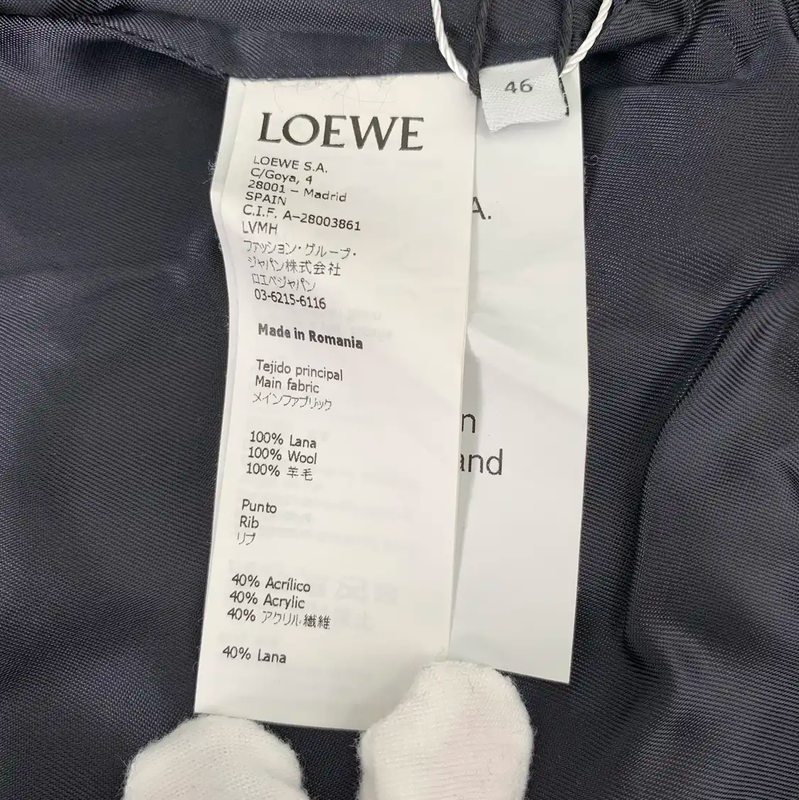 46
LOEWE
LOEWE S.A.
C/Goya, 4
28001 – Madrid
SPAIN
C.I.F. A-28003861
LVMH
ファッション・グループ・
ジャパン株式会社
ロエベジャパン
03-6215-6116
Made in Romania
Tejido principal
Main fabric
メインファブリック
100% Lana
100% Wool
100% 羊毛
Punto
Rib
リブ
40% Acrílico
40% Acrylic
40% アクリル繊維
40% Lana
A.
n
and